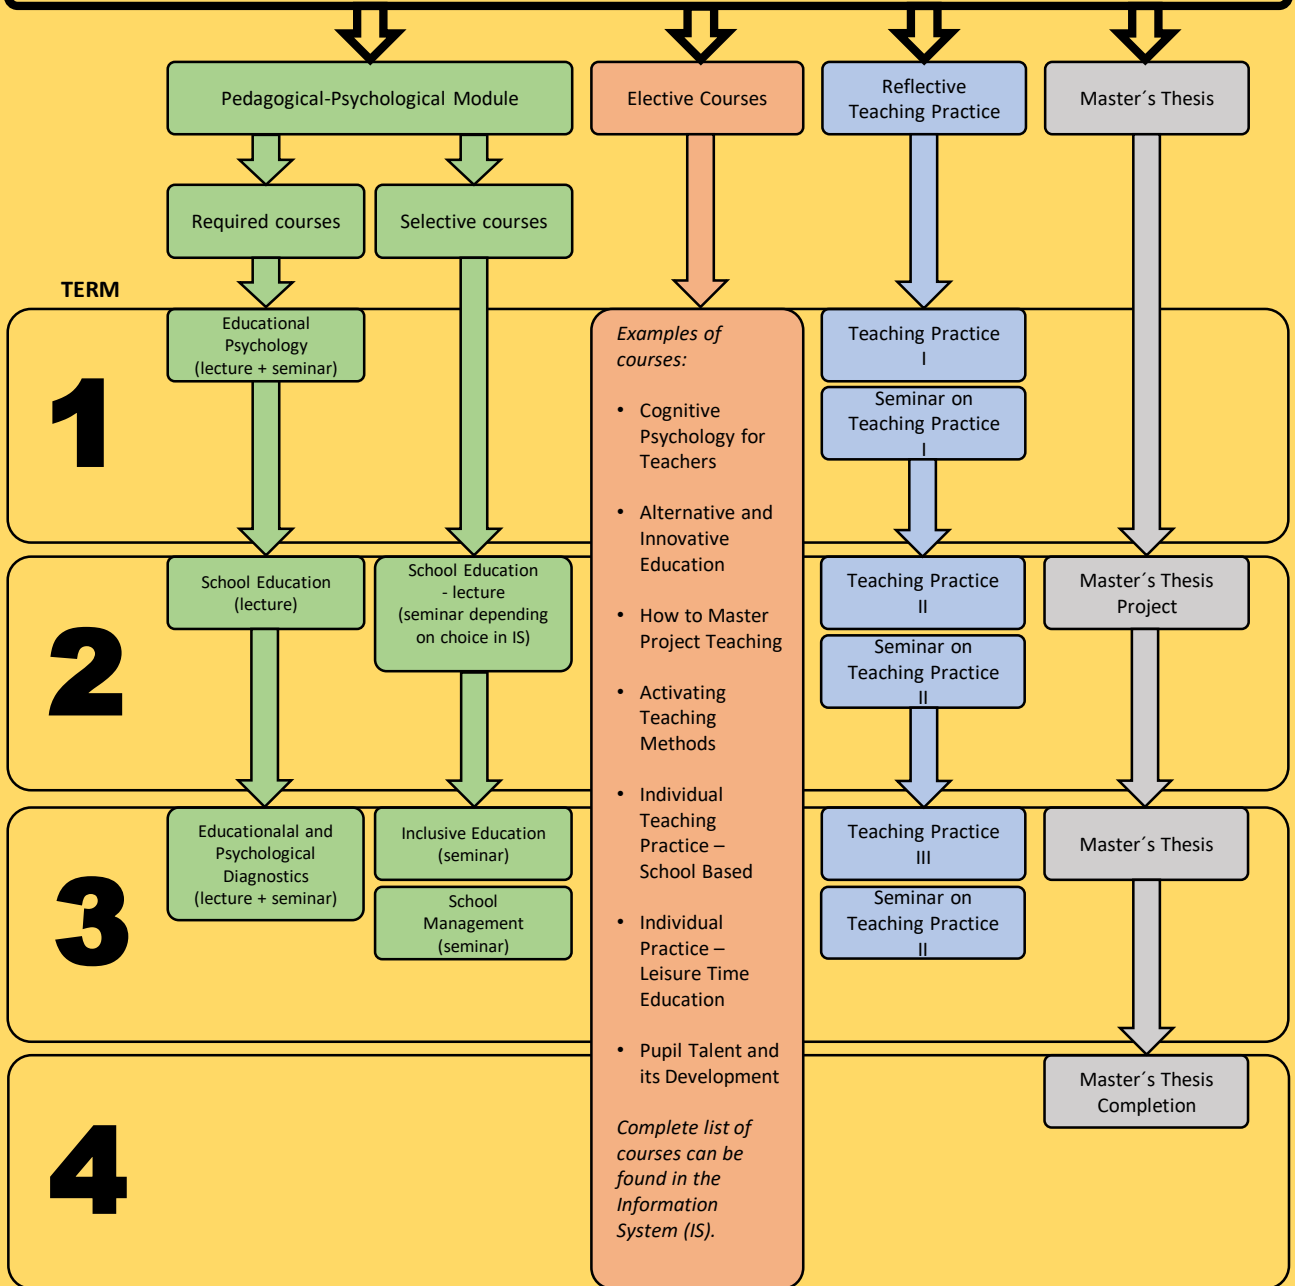 Pedagogical-Psychological Module
Elective Courses
Reflective
Teaching Practice
Master´s Thesis
Required courses
Selective courses
TERM
1
Educational
Psychology
(lecture + seminar)
Examples of
courses:
• Cognitive
Psychology for
Teachers
• Alternative and
Innovative
Education
• How to Master
Project Teaching
• Activating
Teaching
Methods
• Individual
Teaching
Practice –
School Based
• Individual
Practice –
Leisure Time
Education
• Pupil Talent and
its Development
Complete list of
courses can be
found in the
Information
System (IS).
Teaching Practice
I
Seminar on
Teaching Practice
I
2
School Education
(lecture)
School Education
- lecture
(seminar depending
on choice in IS)
Teaching Practice
II
Seminar on
Teaching Practice
II
Master´s Thesis
Project
3
Educationalal and
Psychological
Diagnostics
(lecture + seminar)
Inclusive Education
(seminar)
School
Management
(seminar)
Teaching Practice
III
Seminar on
Teaching Practice
II
Master´s Thesis
4
Master´s Thesis
Completion